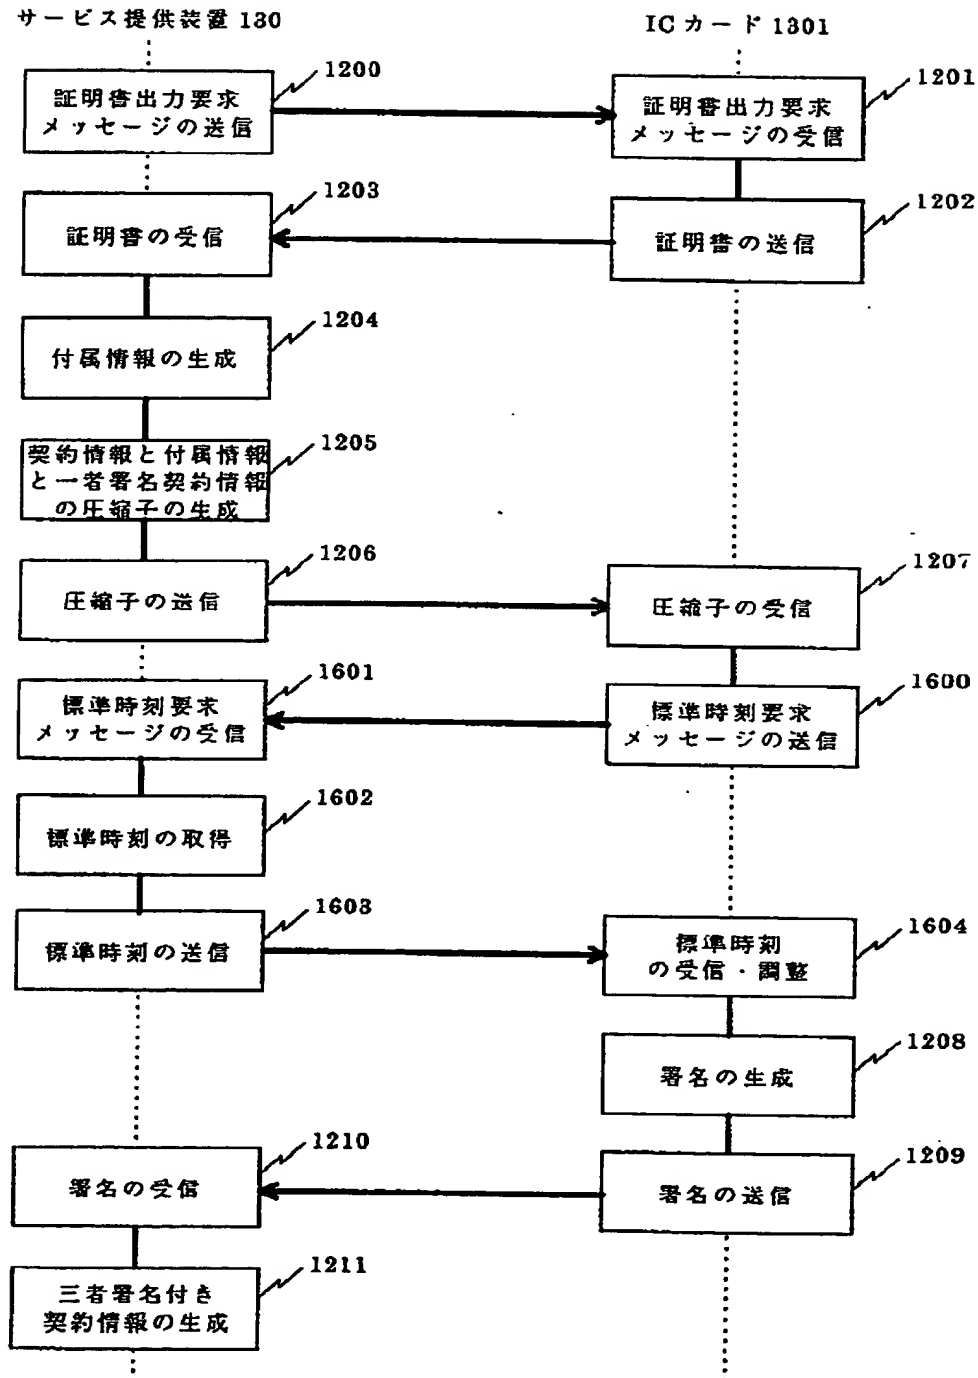 サービス提供装置 130
ICカード 1301
1200
証明書出力要求
メッセージの送信
1201
証明書出力要求
メッセージの受信
1203
証明書の受信
1202
証明書の送信
1204
付属情報の生成
1205
契約情報と付属情報
と一者署名契約情報
の圧縮子の生成
1206
圧縮子の送信
1207
圧縮子の受信
1601
標準時刻要求
メッセージの受信
1600
標準時刻要求
メッセージの送信
1602
標準時刻の取得
1603
標準時刻の送信
1604
標準時刻
の受信・調整
1208
署名の生成
1210
署名の受信
1209
署名の送信
1211
三者署名付き
契約情報の生成